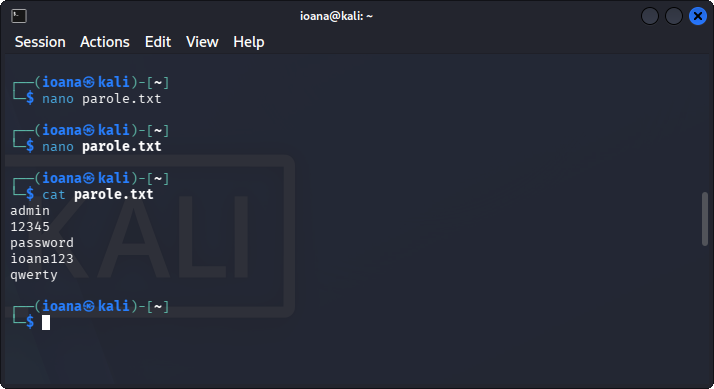 ioana@kali: ~
Session Actions Edit View Help
┌──(ioana㉿kali)-[~]
└─$ nano parole.txt
┌──(ioana㉿kali)-[~]
└─$ nano parole.txt
┌──(ioana㉿kali)-[~]
└─$ cat parole.txt
admin
12345
password
ioana123
qwerty
┌──(ioana㉿kali)-[~]
└─$
KALI